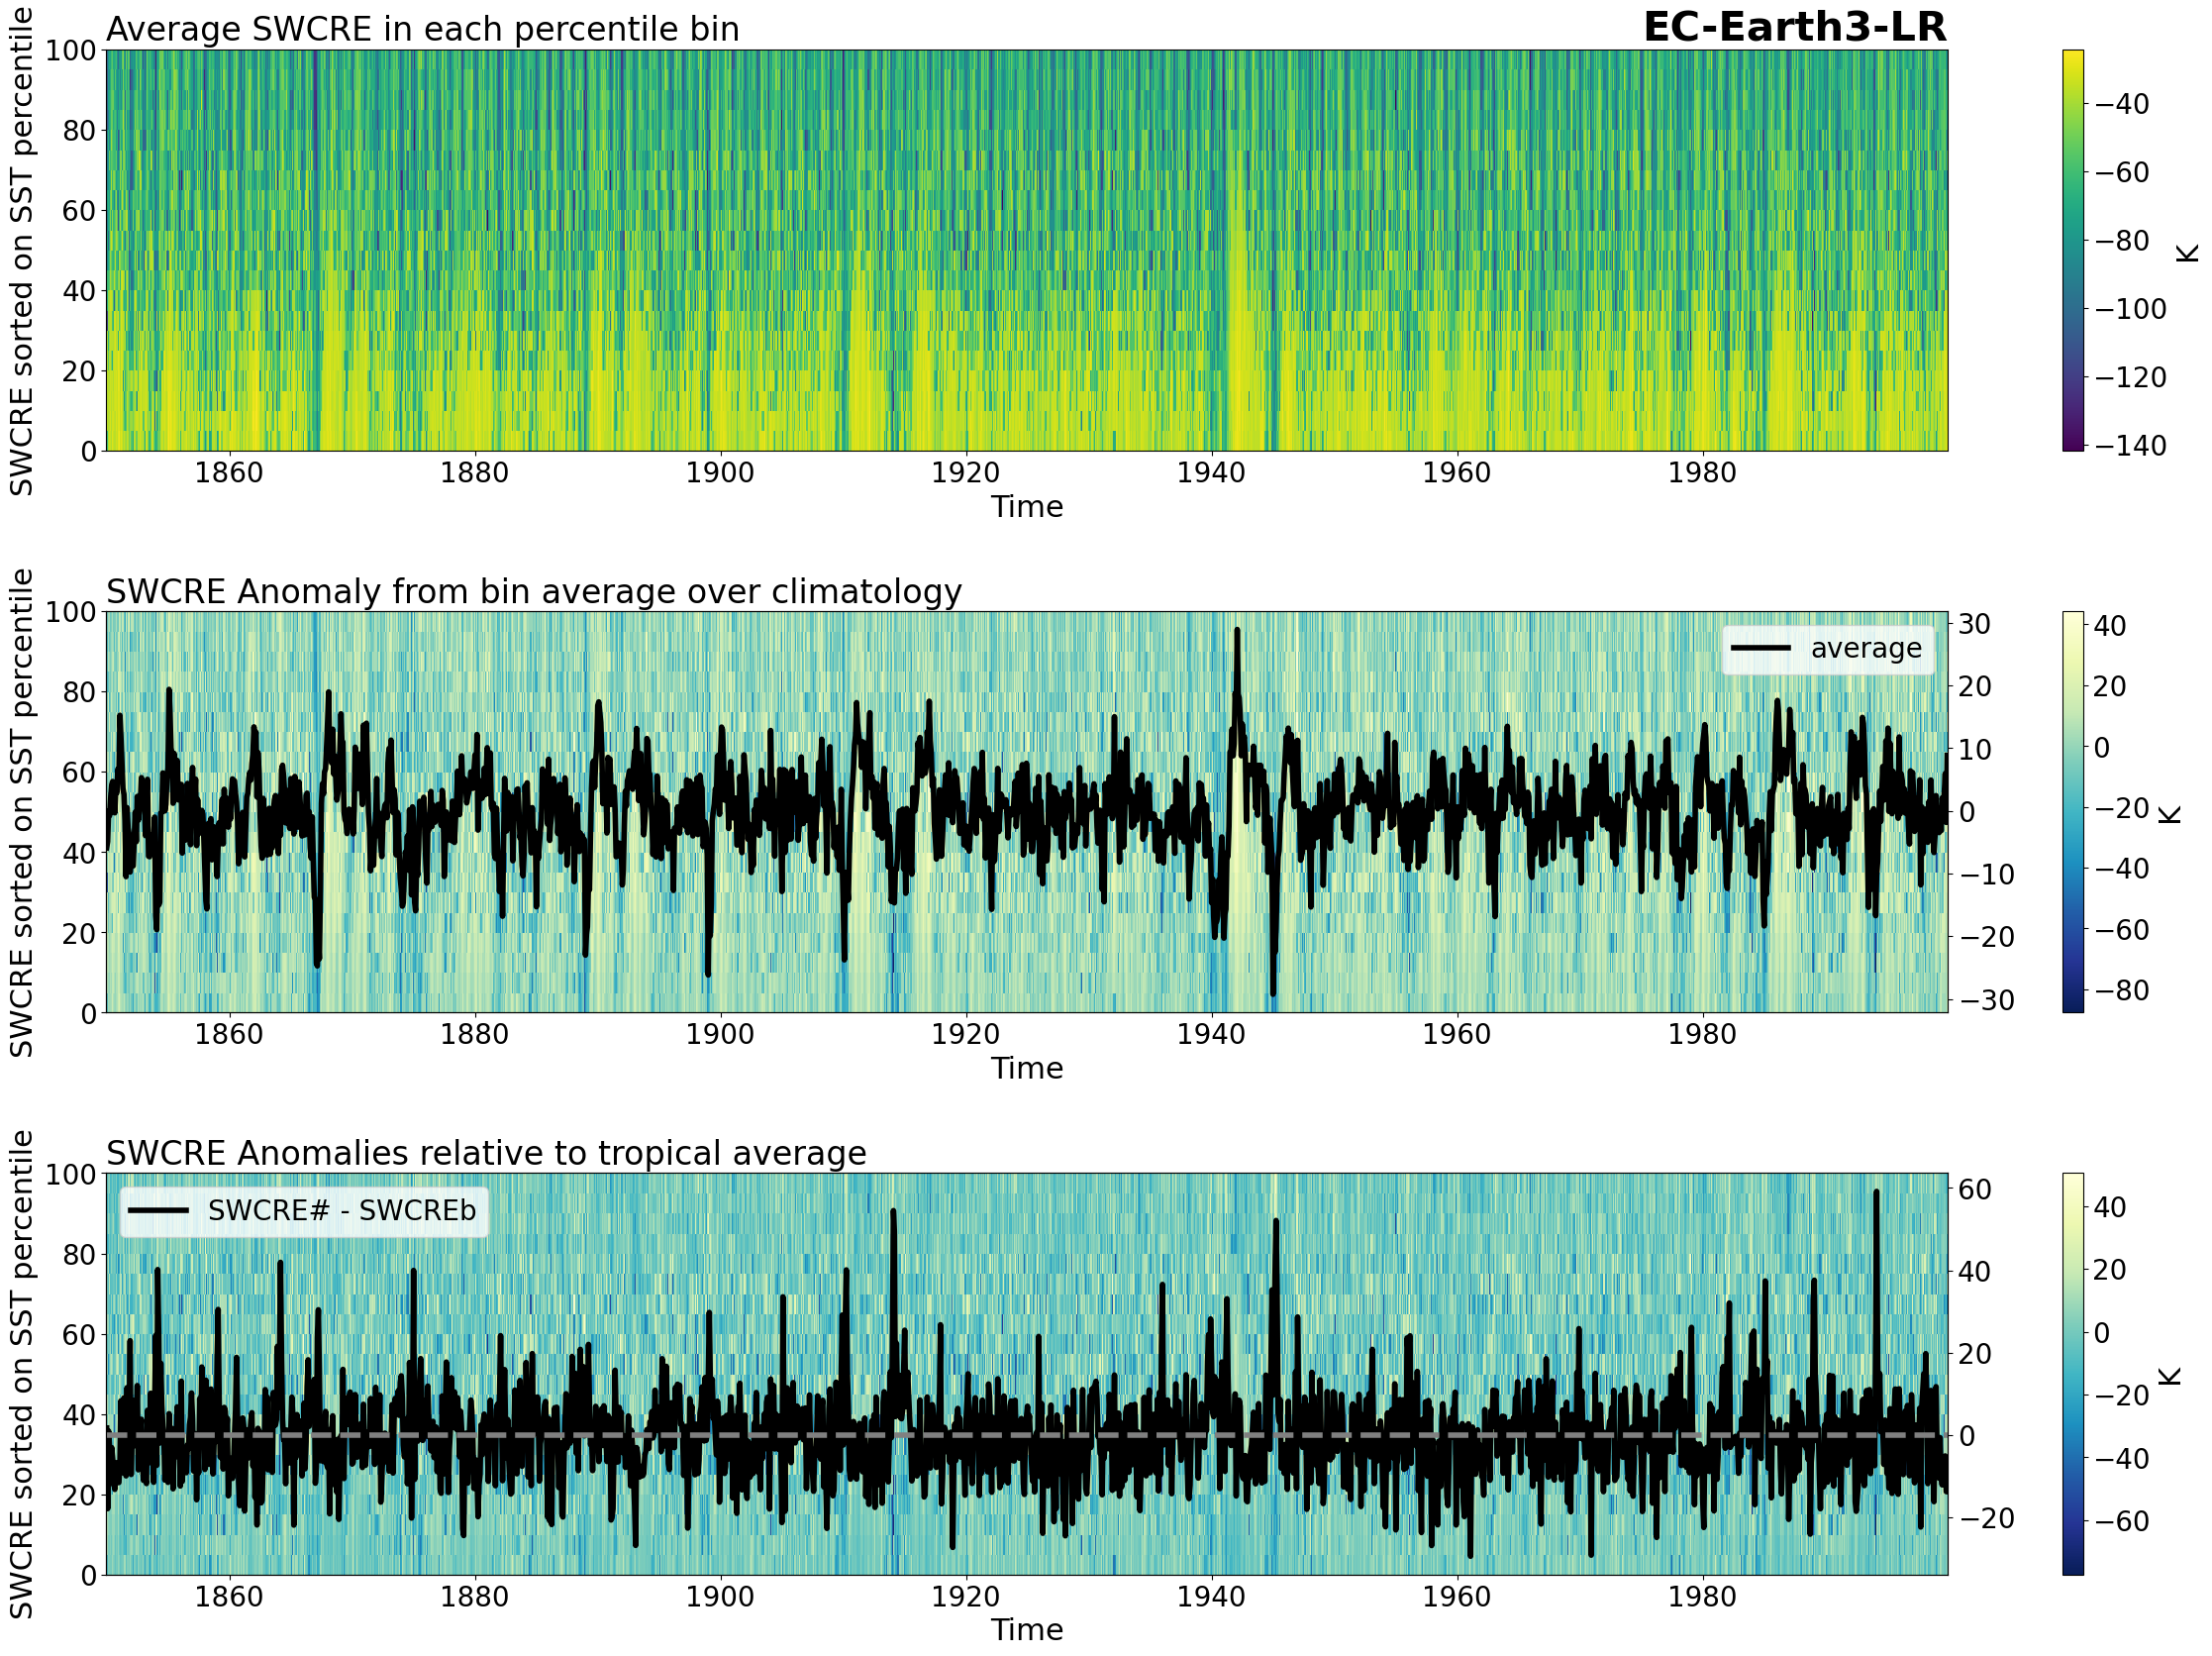 Average SWCRE in each percentile bin
EC-Earth3-LR
SWCRE sorted on SST percentile
100
80
60
40
20
0
1860 1880 1900 1920 1940 1960 1980
Time
−40
−60
−80
−100
−120
−140
K
SWCRE Anomaly from bin average over climatology
SWCRE sorted on SST percentile
100
80
60
40
20
0
1860 1880 1900 1920 1940 1960 1980
Time
average
30
20
10
0
−10
−20
−30
40
20
0
−20
−40
−60
−80
K
SWCRE Anomalies relative to tropical average
SWCRE sorted on SST percentile
100
80
60
40
20
0
1860 1880 1900 1920 1940 1960 1980
Time
SWCRE# - SWCREb
60
40
20
0
−20
40
20
0
−20
−40
−60
K